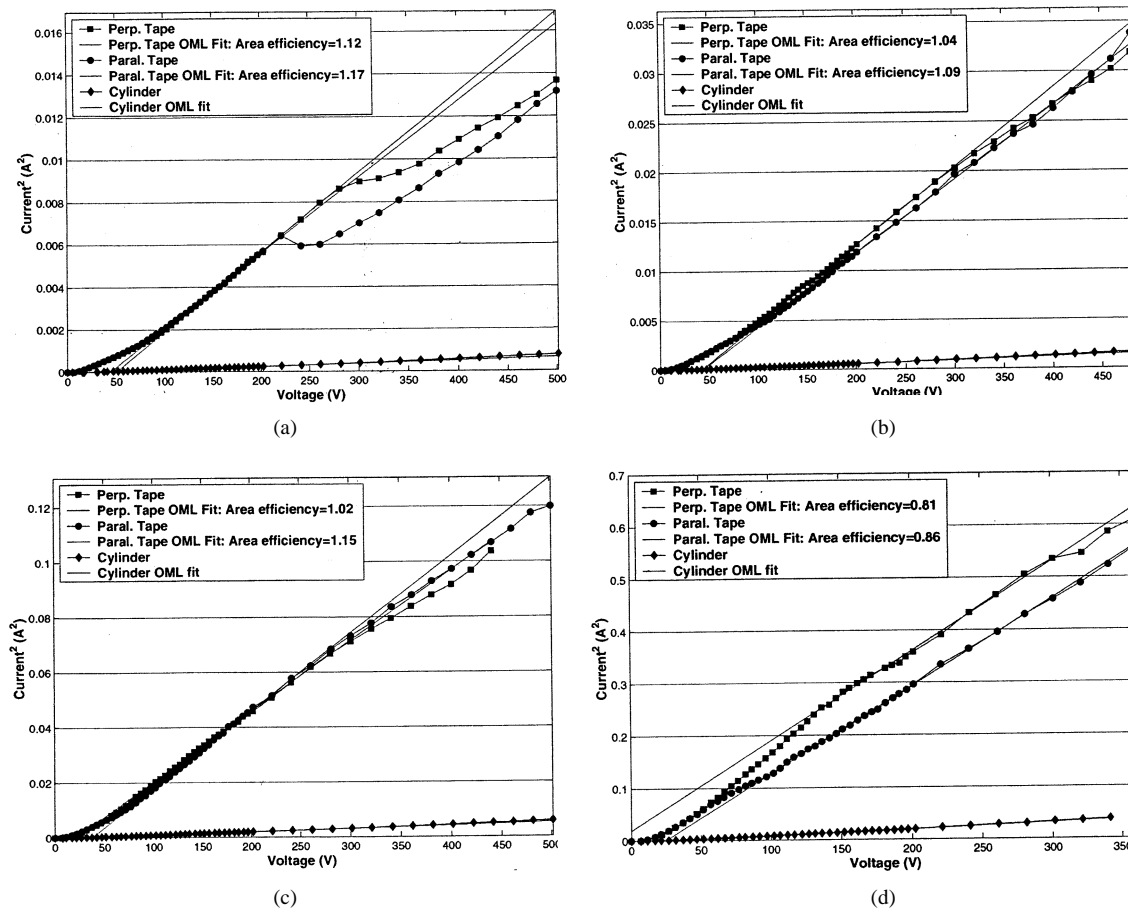 0.016
0.014
0.012
0.01
0.008
0.006
0.004
0.002
0
Current² (A²)
Perp. Tape
Perp. Tape OML Fit: Area efficiency=1.12
Paral. Tape
Paral. Tape OML Fit: Area efficiency=1.17
Cylinder
Cylinder OML fit
0 50 100 150 200 250 300 350 400 450 500
Voltage (V)
(a)
0.035
0.03
0.025
0.02
0.015
0.01
0.005
0
Current² (A²)
Perp. Tape
Perp. Tape OML Fit: Area efficiency=1.04
Paral. Tape
Paral. Tape OML Fit: Area efficiency=1.09
Cylinder
Cylinder OML fit
0 50 100 150 200 250 300 350 400 450
Voltage (V)
(b)
0.12
0.1
0.08
0.06
0.04
0.02
0
Current² (A²)
Perp. Tape
Perp. Tape OML Fit: Area efficiency=1.02
Paral. Tape
Paral. Tape OML Fit: Area efficiency=1.15
Cylinder
Cylinder OML fit
0 50 100 150 200 250 300 350 400 450 500
Voltage (V)
(c)
0.7
0.6
0.5
0.4
0.3
0.2
0.1
0
Current² (A²)
Perp. Tape
Perp. Tape OML Fit: Area efficiency=0.81
Paral. Tape
Paral. Tape OML Fit: Area efficiency=0.86
Cylinder
Cylinder OML fit
0 50 100 150 200 250 300 350
Voltage (V)
(d)